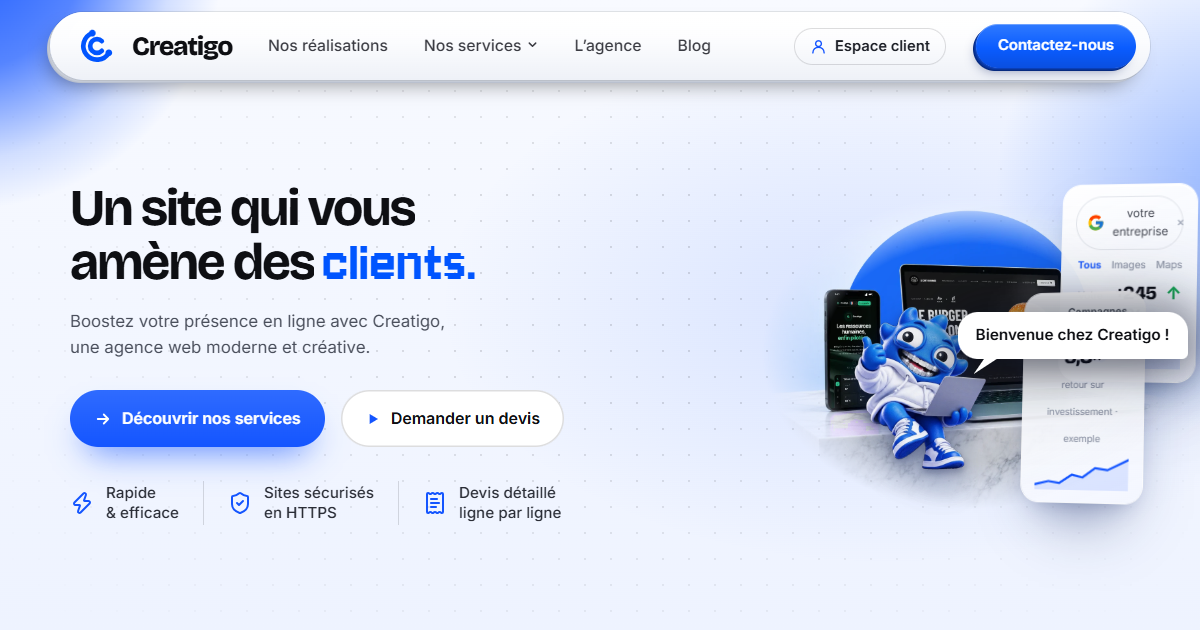 Creatigo
Nos réalisations
Nos services
L'agence
Blog
Espace client
Contactez-nous
Un site qui vous
amène des clients.
Boostez votre présence en ligne avec Creatigo,
une agence web moderne et créative.
Découvrir nos services
Demander un devis
Rapide
& efficace
Sites sécurisés
en HTTPS
Devis détaillé
ligne par ligne
votre
entreprise
Tous
Images
Maps
Bienvenue chez Creatigo !
retour sur
investissement -
exemple